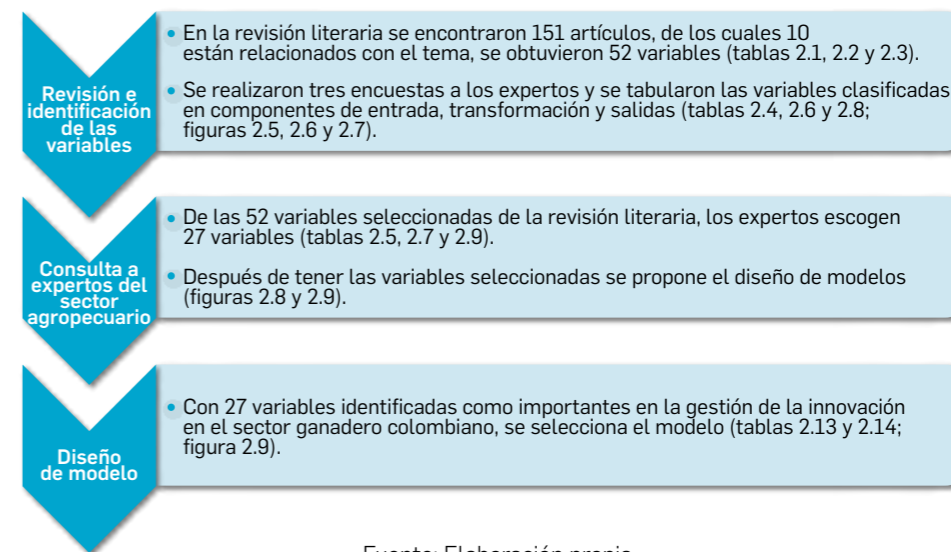 Revisión e
identificación
de las
variables
• En la revisión literaria se encontraron 151 artículos, de los cuales 10
están relacionados con el tema, se obtuvieron 52 variables (tablas 2.1, 2.2 y 2.3).
• Se realizaron tres encuestas a los expertos y se tabularon las variables clasificadas
en componentes de entrada, transformación y salidas (tablas 2.4, 2.6 y 2.8;
figuras 2.5, 2.6 y 2.7).
Consulta a
expertos del
sector
agropecuario
• De las 52 variables seleccionadas de la revisión literaria, los expertos escogen
27 variables (tablas 2.5, 2.7 y 2.9).
• Después de tener las variables seleccionadas se propone el diseño de modelos
(figuras 2.8 y 2.9).
Diseño
de modelo
• Con 27 variables identificadas como importantes en la gestión de la innovación
en el sector ganadero colombiano, se selecciona el modelo (tablas 2.13 y 2.14;
figura 2.9).
Fuente: Elaboración propia